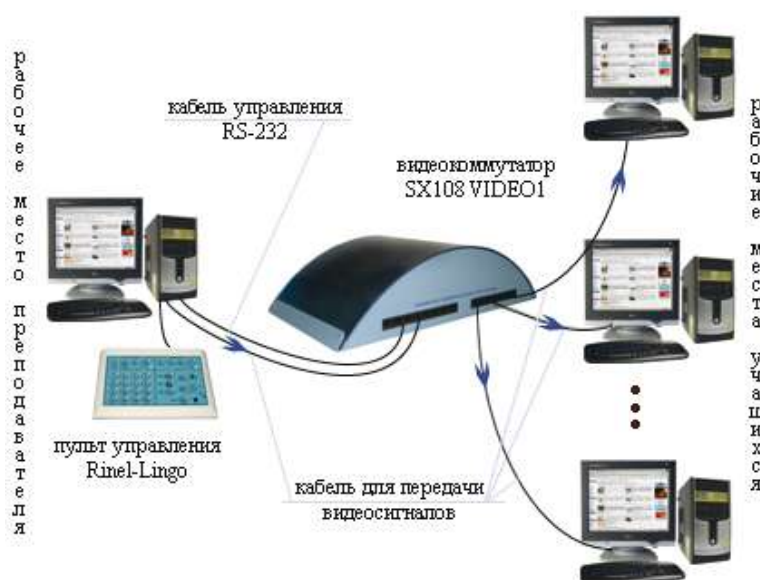 рабочее место преподавателя
кабель управления
RS-232
видеокоммутатор
SX108 VIDEO1
рабочие места учащихся
пульт управления
Rinel-Lingo
кабель для передачи
видеосигналов